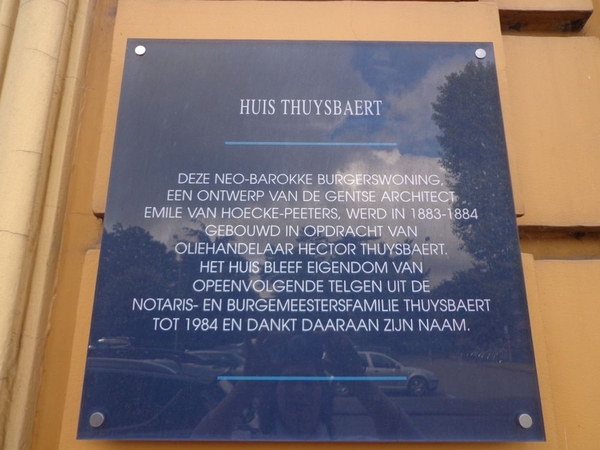 HUIS THUYSBAERT
DEZE NEO-BAROKKE BURGERSWONING,
EEN ONTWERP VAN DE GENTSE ARCHITECT
EMILE VAN HOECKE-PEETERS, WERD IN 1883-1884
GEBOUWD IN OPDRACHT VAN
OLIEHANDELAAR HECTOR THUYSBAERT.
HET HUIS BLEEF EIGENDOM VAN
OPEENVOLGENDE TELGEN UIT DE
NOTARIS- EN BURGEMEESTERSFAMILIE THUYSBAERT
TOT 1984 EN DANKT DAARAAN ZIJN NAAM.